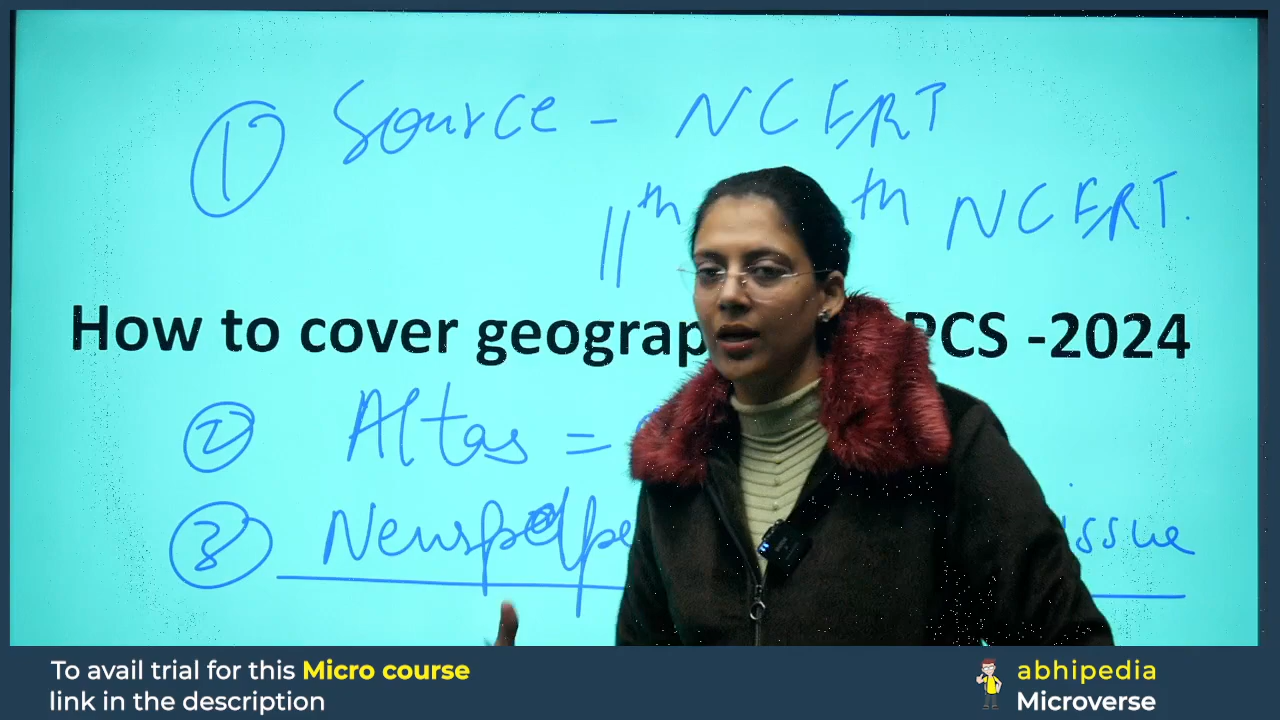 ① Source - NCERT
11th th NCERT.
How to cover geograp PCS -2024
② Altas =
③ Newspape issue
To avail trial for this Micro course
link in the description
abhipedia
Microverse